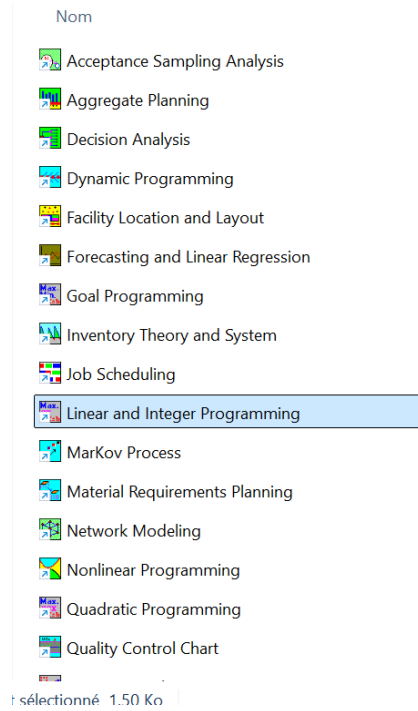 Nom
Acceptance Sampling Analysis
Aggregate Planning
Decision Analysis
Dynamic Programming
Facility Location and Layout
Forecasting and Linear Regression
Goal Programming
Inventory Theory and System
Job Scheduling
Linear and Integer Programming
MarKov Process
Material Requirements Planning
Network Modeling
Nonlinear Programming
Quadratic Programming
Quality Control Chart
t sélectionné 1,50 Ko